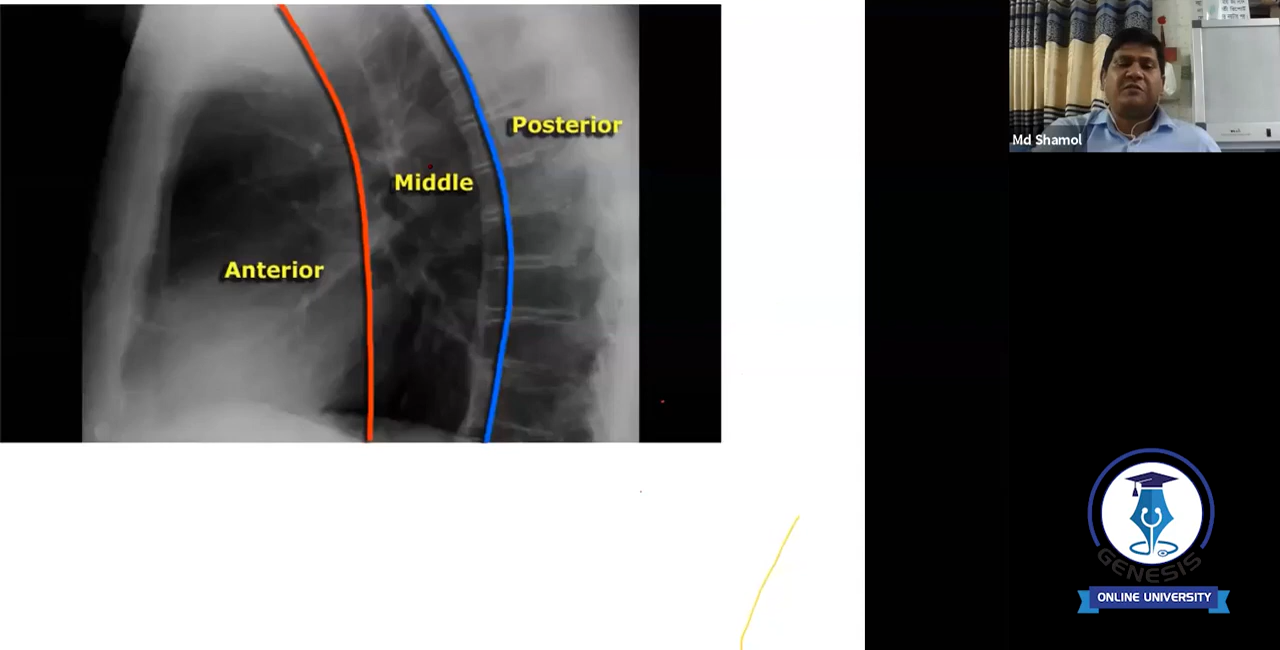 Posterior
Middle
Anterior
Md Shamol
GENESIS
ONLINE UNIVERSITY